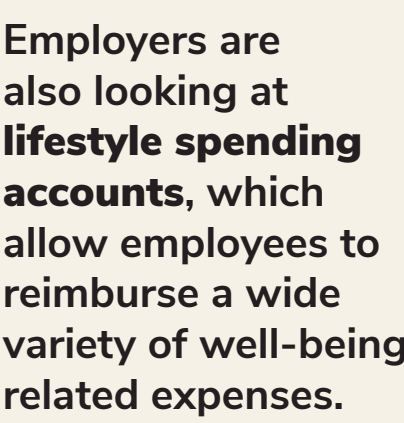 Employers are
also looking at
lifestyle spending
accounts, which
allow employees to
reimburse a wide
variety of well-being
related expenses.